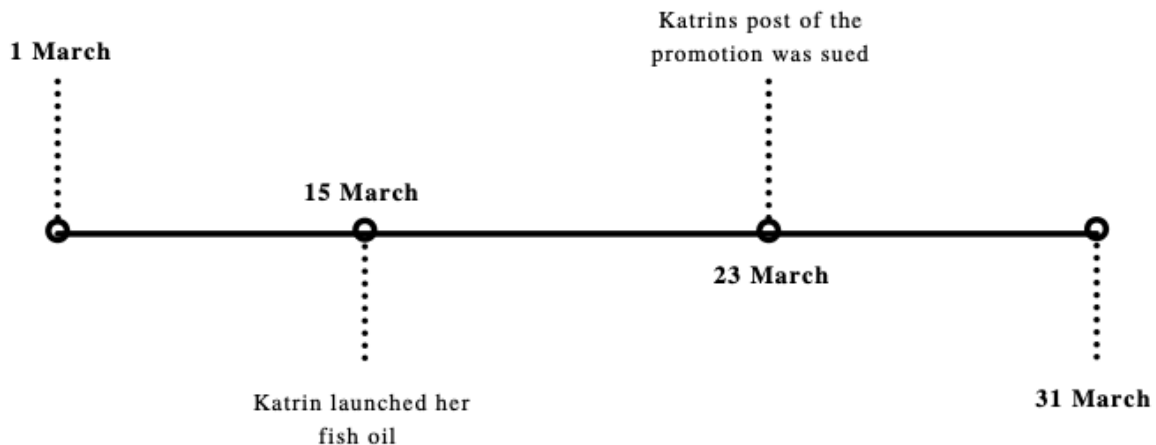 Katrins post of the
promotion was sued
1 March
15 March
23 March
Katrin launched her
fish oil
31 March